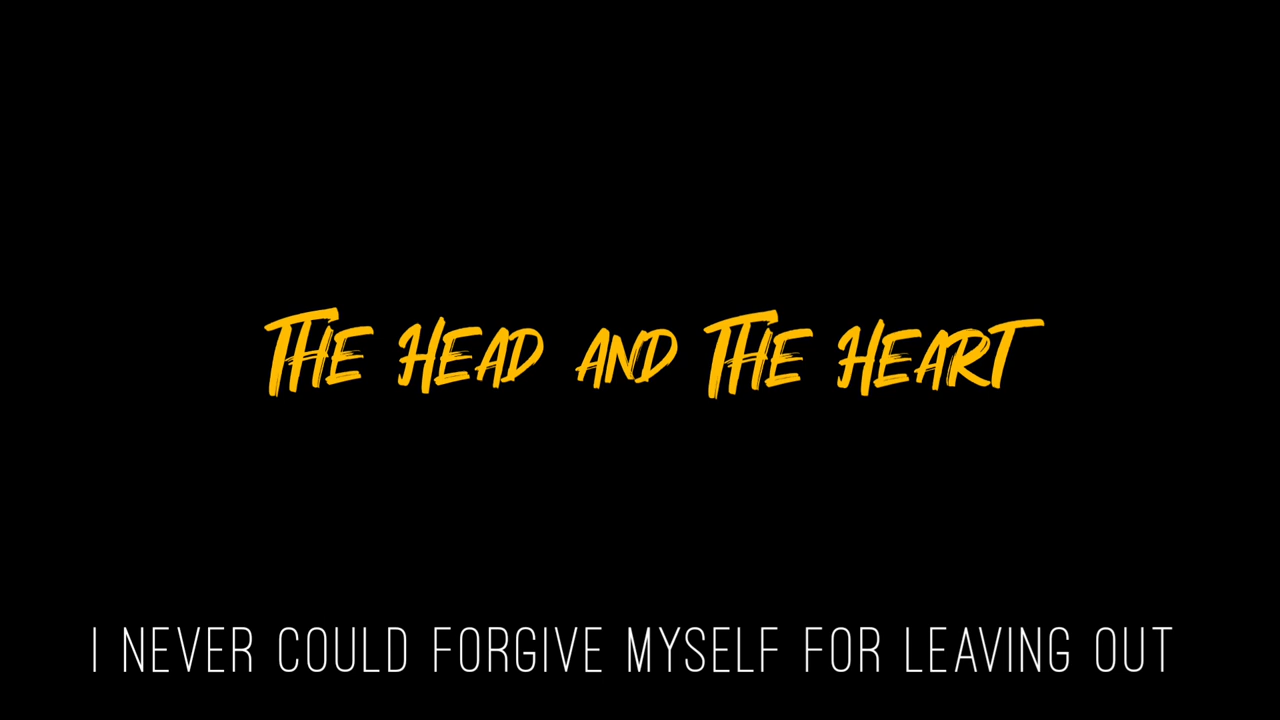 THE HEAD AND THE HEART
I NEVER COULD FORGIVE MYSELF FOR LEAVING OUT